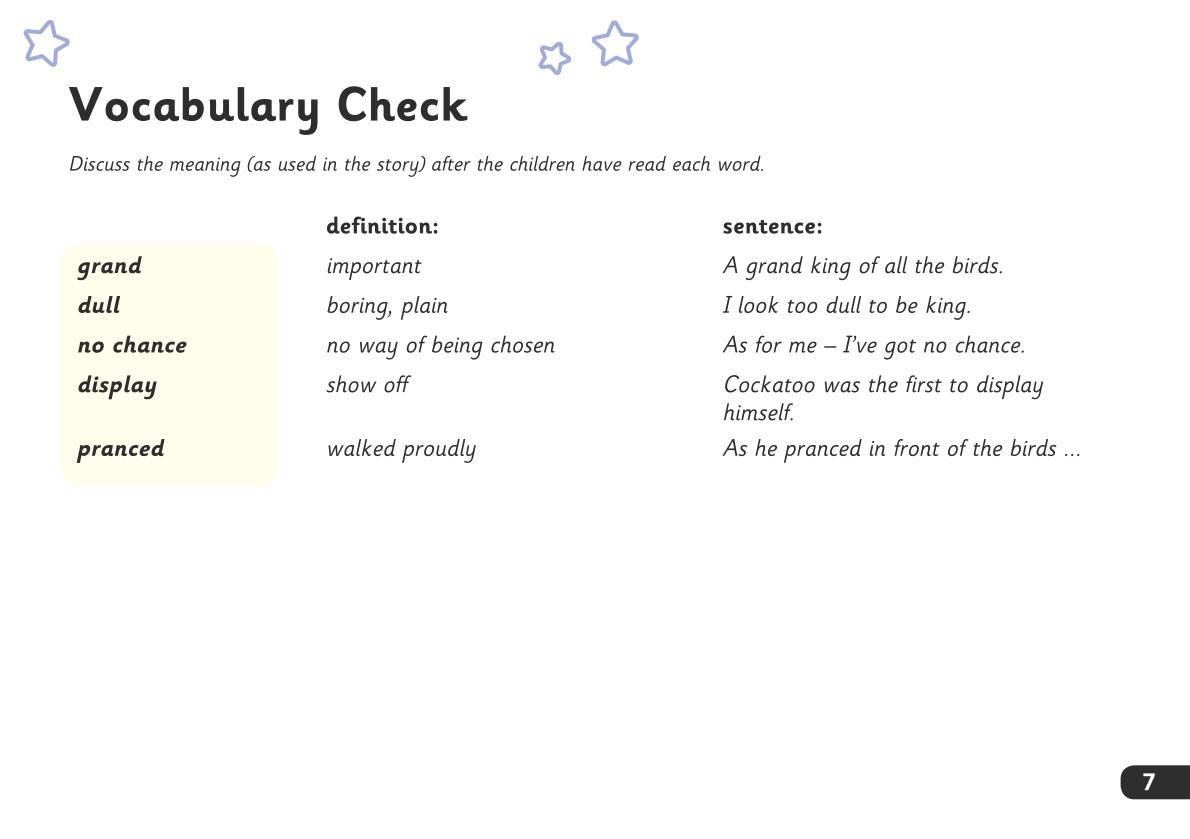 Vocabulary Check
Discuss the meaning (as used in the story) after the children have read each word.
definition: sentence:
grand important A grand king of all the birds.
dull boring, plain I look too dull to be king.
no chance no way of being chosen As for me – I’ve got no chance.
display show off Cockatoo was the first to display
himself.
pranced walked proudly As he pranced in front of the birds ...
7